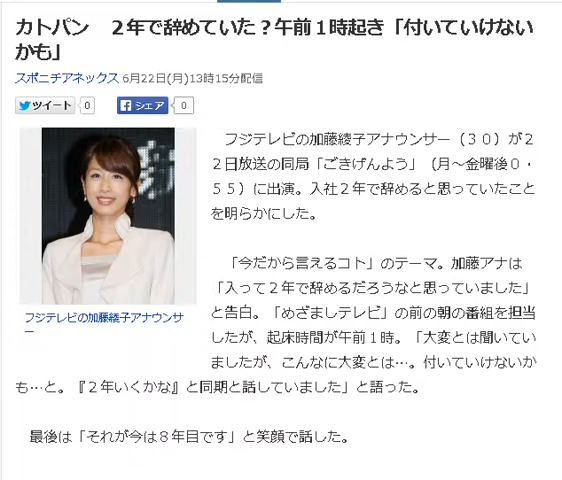 カトパン　２年で辞めていた？午前１時起き「付いていけない
かも」
スポニチアネックス 6月22日(月)13時15分配信
ツイート 0 シェア 0
フジテレビの加藤綾子アナウンサー（３０）が２
２日放送の同局「ごきげんよう」（月～金曜後０・
５５）に出演。入社２年で辞めると思っていたこと
を明らかにした。
「今だから言えるコト」のテーマ。加藤アナは
「入って２年で辞めるだろうなと思っていました」
と告白。「めざましテレビ」の前の朝の番組を担当
したが、起床時間が午前１時。「大変とは聞いてい
ましたが、こんなに大変とは…。付いていけないか
も…と。『２年いくかな』と同期と話していました」と語った。
フジテレビの加藤綾子アナウンサ
ー
最後は「それが今は８年目です」と笑顔で話した。